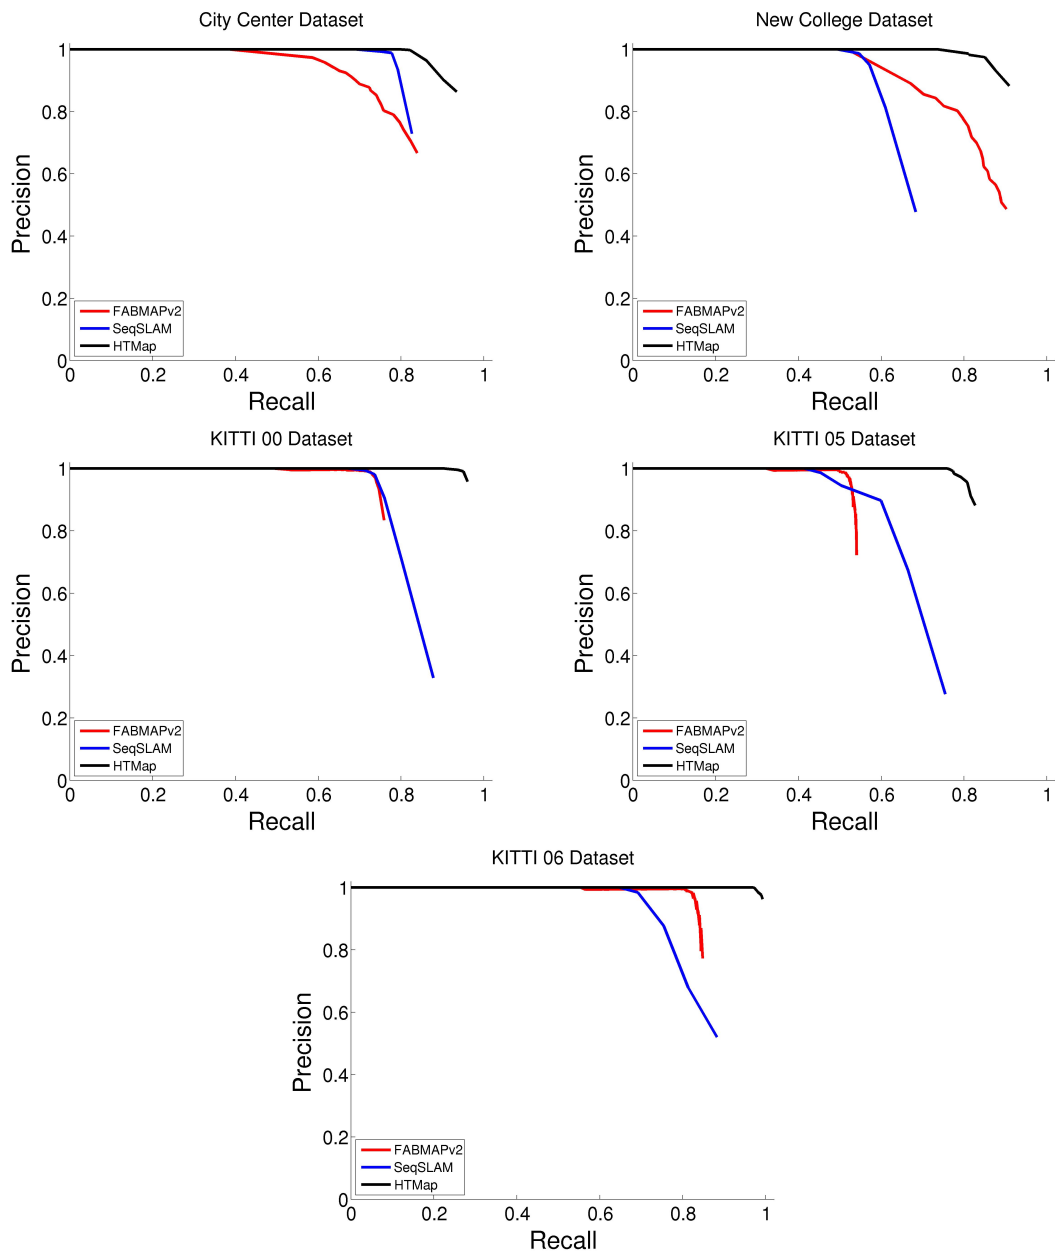 City Center Dataset
1
0.8
0.6
0.4
0.2
0
Precision
FABMAPv2
SeqSLAM
HTMap
0 0.2 0.4 0.6 0.8 1
Recall
New College Dataset
1
0.8
0.6
0.4
0.2
0
Precision
FABMAPv2
SeqSLAM
HTMap
0 0.2 0.4 0.6 0.8 1
Recall
KITTI 00 Dataset
1
0.8
0.6
0.4
0.2
0
Precision
FABMAPv2
SeqSLAM
HTMap
0 0.2 0.4 0.6 0.8 1
Recall
KITTI 05 Dataset
1
0.8
0.6
0.4
0.2
0
Precision
FABMAPv2
SeqSLAM
HTMap
0 0.2 0.4 0.6 0.8 1
Recall
KITTI 06 Dataset
1
0.8
0.6
0.4
0.2
0
Precision
FABMAPv2
SeqSLAM
HTMap
0 0.2 0.4 0.6 0.8 1
Recall